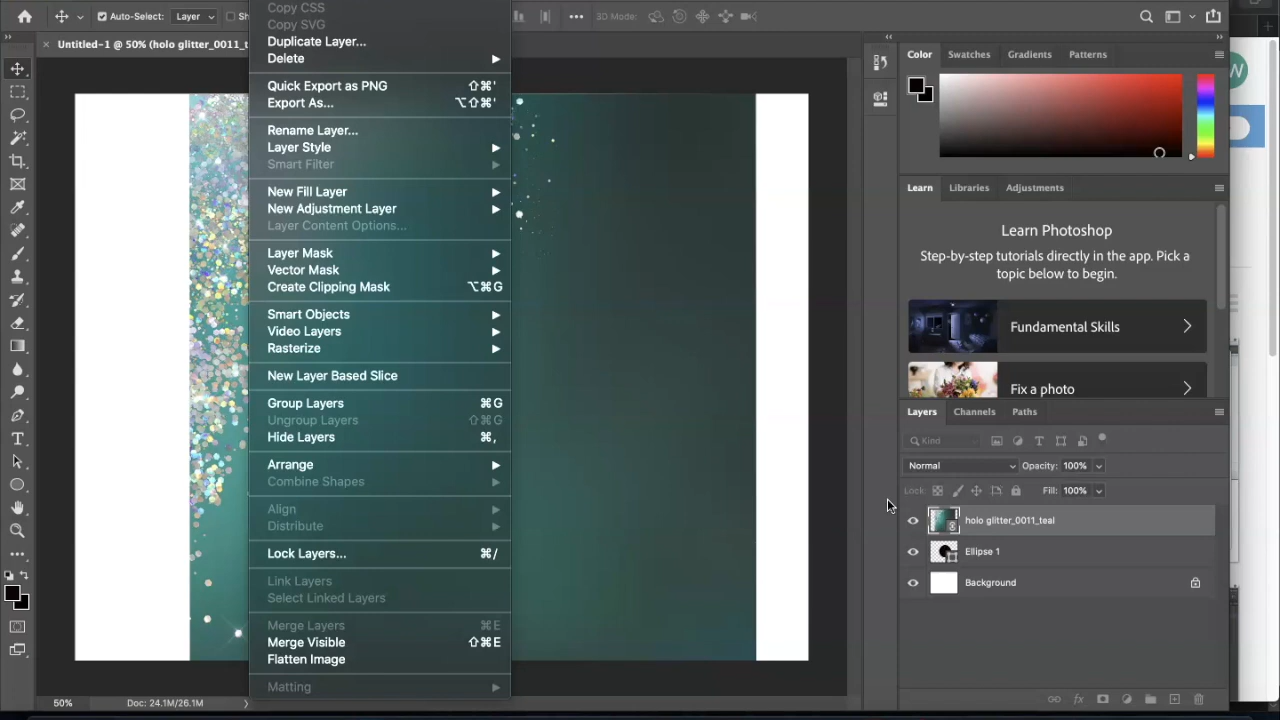 Auto-Select: Layer Sh 3D Mode:
Untitled-1 @ 50% (holo glitter_0011_t
Copy CSS
Copy SVG
Duplicate Layer...
Delete
Quick Export as PNG ⇧⌘'
Export As... ⌥⇧⌘'
Rename Layer...
Layer Style
Smart Filter
New Fill Layer
New Adjustment Layer
Layer Content Options...
Layer Mask
Vector Mask
Create Clipping Mask ⌥⌘G
Smart Objects
Video Layers
Rasterize
New Layer Based Slice
Group Layers ⌘G
Ungroup Layers ⇧⌘G
Hide Layers ⌘,
Arrange
Combine Shapes
Align
Distribute
Lock Layers... ⌘/
Link Layers
Select Linked Layers
Merge Layers ⌘E
Merge Visible ⇧⌘E
Flatten Image
Matting
50% Doc: 24.1M/26.1M
Color Swatches Gradients Patterns
Learn Libraries Adjustments
Learn Photoshop
Step-by-step tutorials directly in the app. Pick a
topic below to begin.
Fundamental Skills
Fix a photo
Layers Channels Paths
Kind
Normal Opacity: 100%
Lock: Fill: 100%
holo glitter_0011_teal
Ellipse 1
Background
W